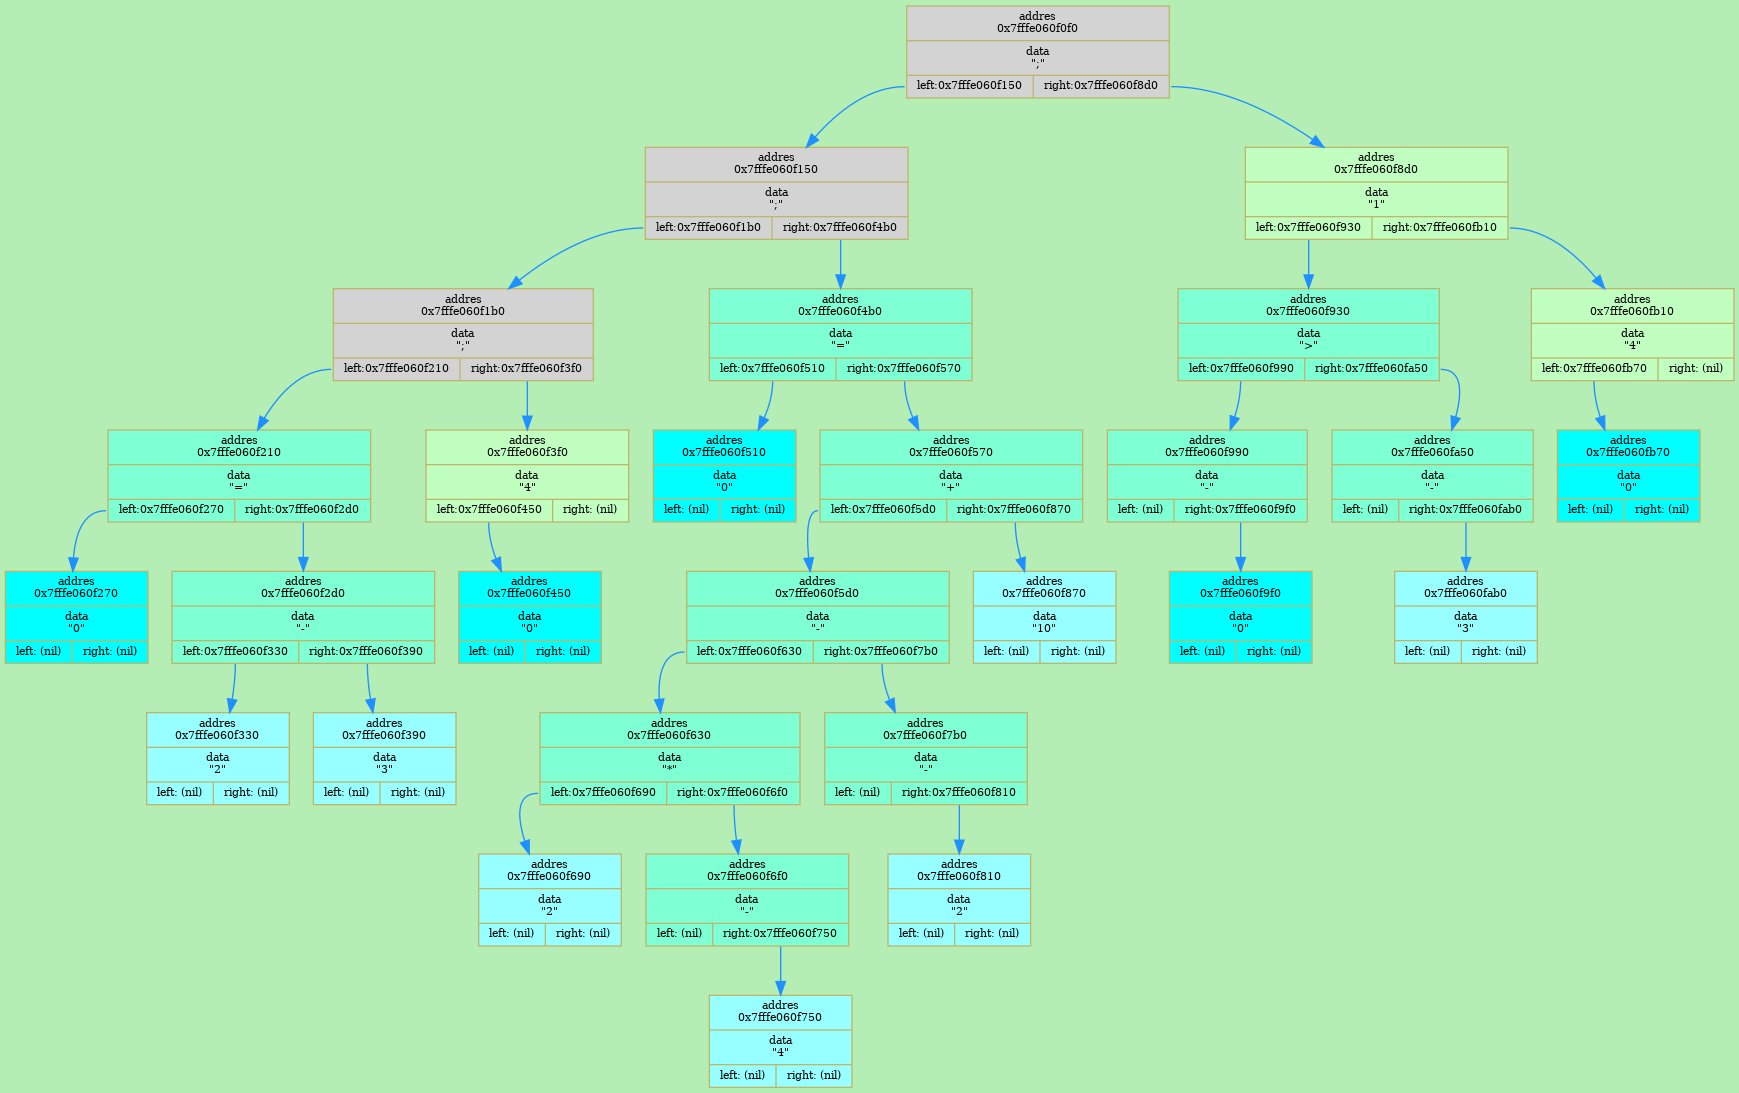 addres
0x7fffe060f0f0
data
";"
left:0x7fffe060f150 right:0x7fffe060f8d0
addres
0x7fffe060f150
data
";"
left:0x7fffe060f1b0 right:0x7fffe060f4b0
addres
0x7fffe060f8d0
data
"1"
left:0x7fffe060f930 right:0x7fffe060fb10
addres
0x7fffe060f1b0
data
";"
left:0x7fffe060f210 right:0x7fffe060f3f0
addres
0x7fffe060f4b0
data
"="
left:0x7fffe060f510 right:0x7fffe060f570
addres
0x7fffe060f930
data
">"
left:0x7fffe060f990 right:0x7fffe060fa50
addres
0x7fffe060fb10
data
"4"
left:0x7fffe060fb70 right: (nil)
addres
0x7fffe060f210
data
"="
left:0x7fffe060f270 right:0x7fffe060f2d0
addres
0x7fffe060f3f0
data
"4"
left:0x7fffe060f450 right: (nil)
addres
0x7fffe060f510
data
"0"
left: (nil) right: (nil)
addres
0x7fffe060f570
data
"+"
left:0x7fffe060f5d0 right:0x7fffe060f870
addres
0x7fffe060f990
data
"-"
left: (nil) right:0x7fffe060f9f0
addres
0x7fffe060fa50
data
"-"
left: (nil) right:0x7fffe060fab0
addres
0x7fffe060fb70
data
"0"
left: (nil) right: (nil)
addres
0x7fffe060f270
data
"0"
left: (nil) right: (nil)
addres
0x7fffe060f2d0
data
"-"
left:0x7fffe060f330 right:0x7fffe060f390
addres
0x7fffe060f450
data
"0"
left: (nil) right: (nil)
addres
0x7fffe060f5d0
data
"-"
left:0x7fffe060f630 right:0x7fffe060f7b0
addres
0x7fffe060f870
data
"10"
left: (nil) right: (nil)
addres
0x7fffe060f9f0
data
"0"
left: (nil) right: (nil)
addres
0x7fffe060fab0
data
"3"
left: (nil) right: (nil)
addres
0x7fffe060f330
data
"2"
left: (nil) right: (nil)
addres
0x7fffe060f390
data
"3"
left: (nil) right: (nil)
addres
0x7fffe060f630
data
"*"
left:0x7fffe060f690 right:0x7fffe060f6f0
addres
0x7fffe060f7b0
data
"-"
left: (nil) right:0x7fffe060f810
addres
0x7fffe060f690
data
"2"
left: (nil) right: (nil)
addres
0x7fffe060f6f0
data
"-"
left: (nil) right:0x7fffe060f750
addres
0x7fffe060f810
data
"2"
left: (nil) right: (nil)
addres
0x7fffe060f750
data
"4"
left: (nil) right: (nil)